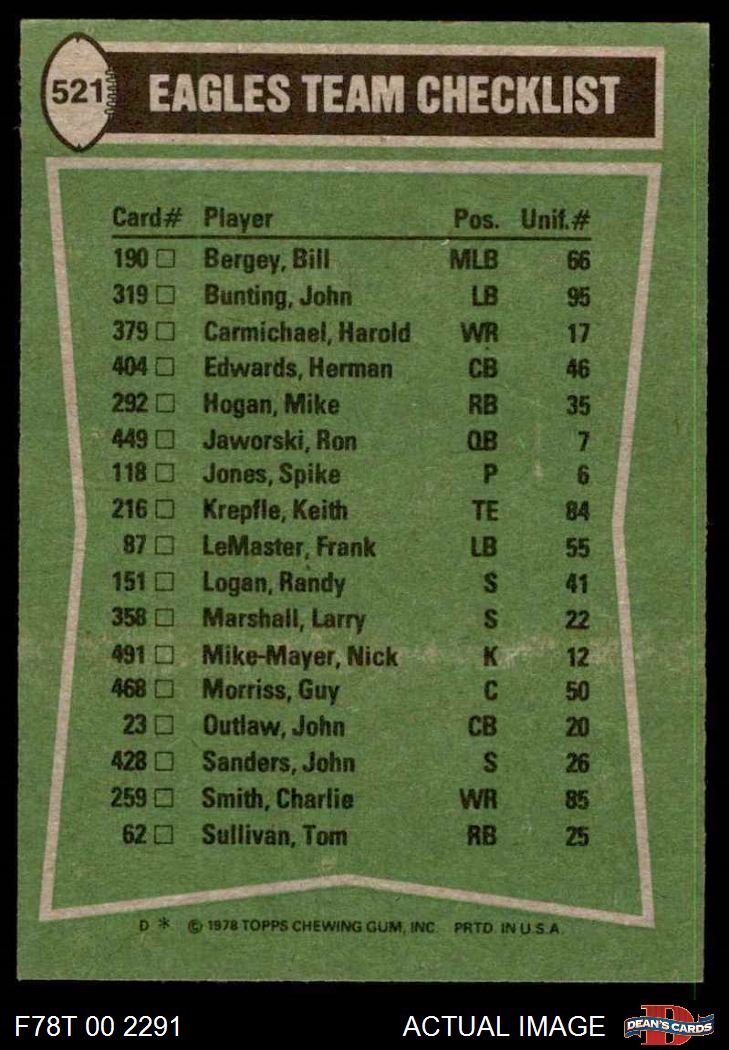 521 EAGLES TEAM CHECKLIST
Card# Player Pos. Unif.#
190 □ Bergey, Bill MLB 66
319 □ Bunting, John LB 95
379 □ Carmichael, Harold WR 17
404 □ Edwards, Herman CB 46
292 □ Hogan, Mike RB 35
449 □ Jaworski, Ron QB 7
118 □ Jones, Spike P 6
216 □ Krepfle, Keith TE 84
87 □ LeMaster, Frank LB 55
151 □ Logan, Randy S 41
358 □ Marshall, Larry S 22
491 □ Mike-Mayer, Nick K 12
468 □ Morriss, Guy C 50
23 □ Outlaw, John CB 20
428 □ Sanders, John S 26
259 □ Smith, Charlie WR 85
62 □ Sullivan, Tom RB 25
D * © 1978 TOPPS CHEWING GUM, INC. PRTD. IN U.S.A.
F78T 00 2291 ACTUAL IMAGE D DEAN'S CARDS